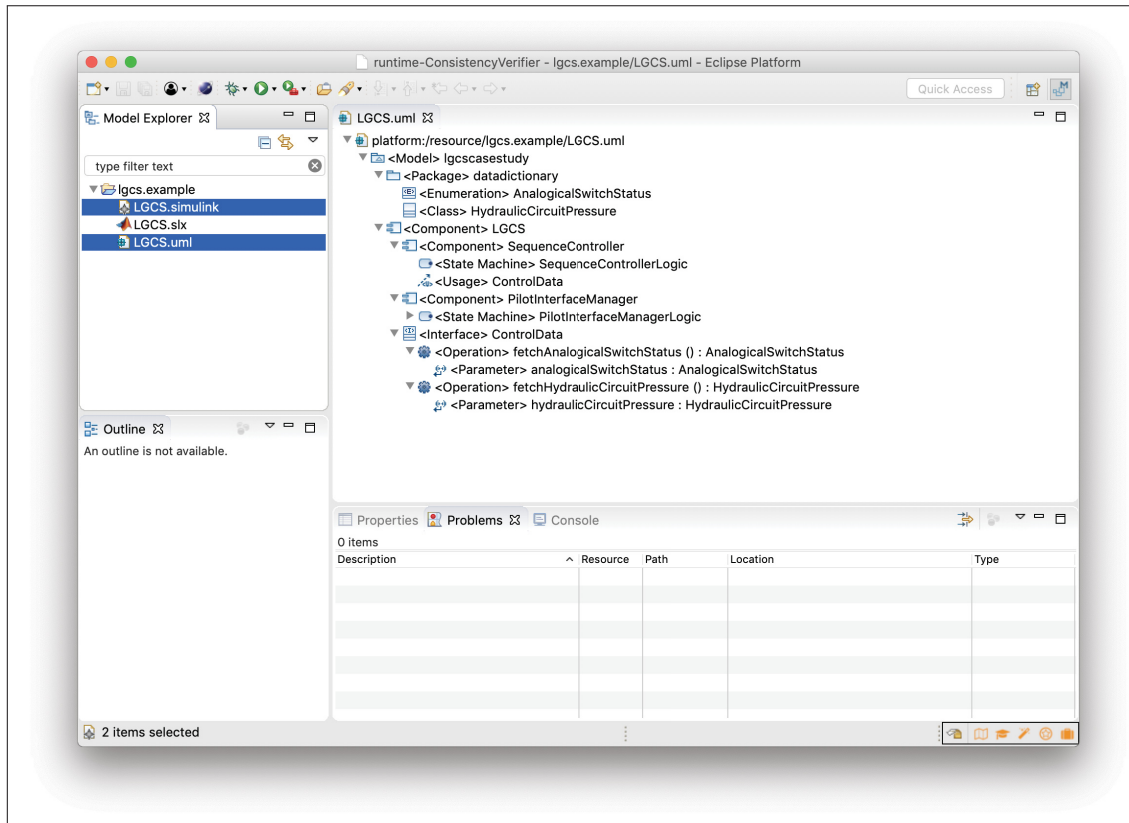 runtime-ConsistencyVerifier - lgcs.example/LGCS.uml - Eclipse Platform
Quick Access
Model Explorer
type filter text
lgcs.example
LGCS.simulink
LGCS.slx
LGCS.uml
Outline
An outline is not available.
LGCS.uml
platform:/resource/lgcs.example/LGCS.uml
<Model> lgcscasestudy
<Package> datadictionary
<Enumeration> AnalogicalSwitchStatus
<Class> HydraulicCircuitPressure
<Component> LGCS
<Component> SequenceController
<State Machine> SequenceControllerLogic
<Usage> ControlData
<Component> PilotInterfaceManager
<State Machine> PilotInterfaceManagerLogic
<Interface> ControlData
<Operation> fetchAnalogicalSwitchStatus () : AnalogicalSwitchStatus
<Parameter> analogicalSwitchStatus : AnalogicalSwitchStatus
<Operation> fetchHydraulicCircuitPressure () : HydraulicCircuitPressure
<Parameter> hydraulicCircuitPressure : HydraulicCircuitPressure
Properties Problems Console
0 items
Description Resource Path Location Type
2 items selected